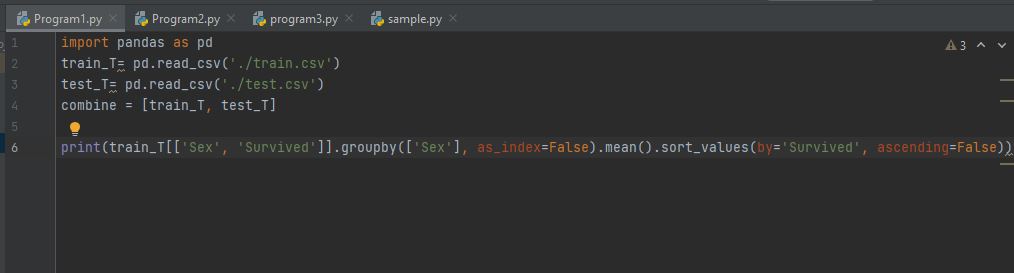 Program1.py Program2.py program3.py sample.py
1 import pandas as pd
2 train_T= pd.read_csv('./train.csv')
3 test_T= pd.read_csv('./test.csv')
4 combine = [train_T, test_T]
5
6 print(train_T[['Sex', 'Survived']].groupby(['Sex'], as_index=False).mean().sort_values(by='Survived', ascending=False))
3